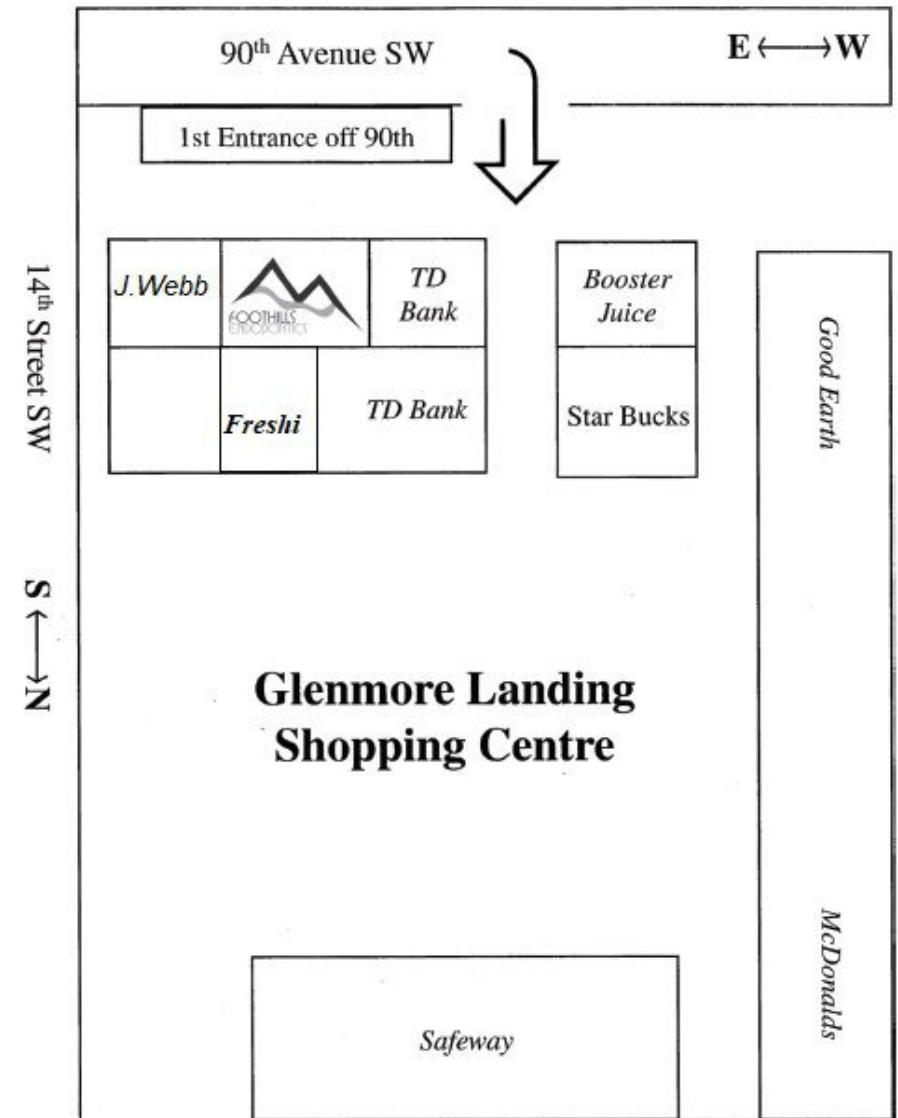 90th Avenue SW
E ⟷ W
1st Entrance off 90th
14th Street SW
J.Webb
FOOTHILLS
ENDODONTICS
TD
Bank
Booster
Juice
Good Earth
Freshi
TD Bank
Star Bucks
S ⟷ N
Glenmore Landing
Shopping Centre
McDonalds
Safeway